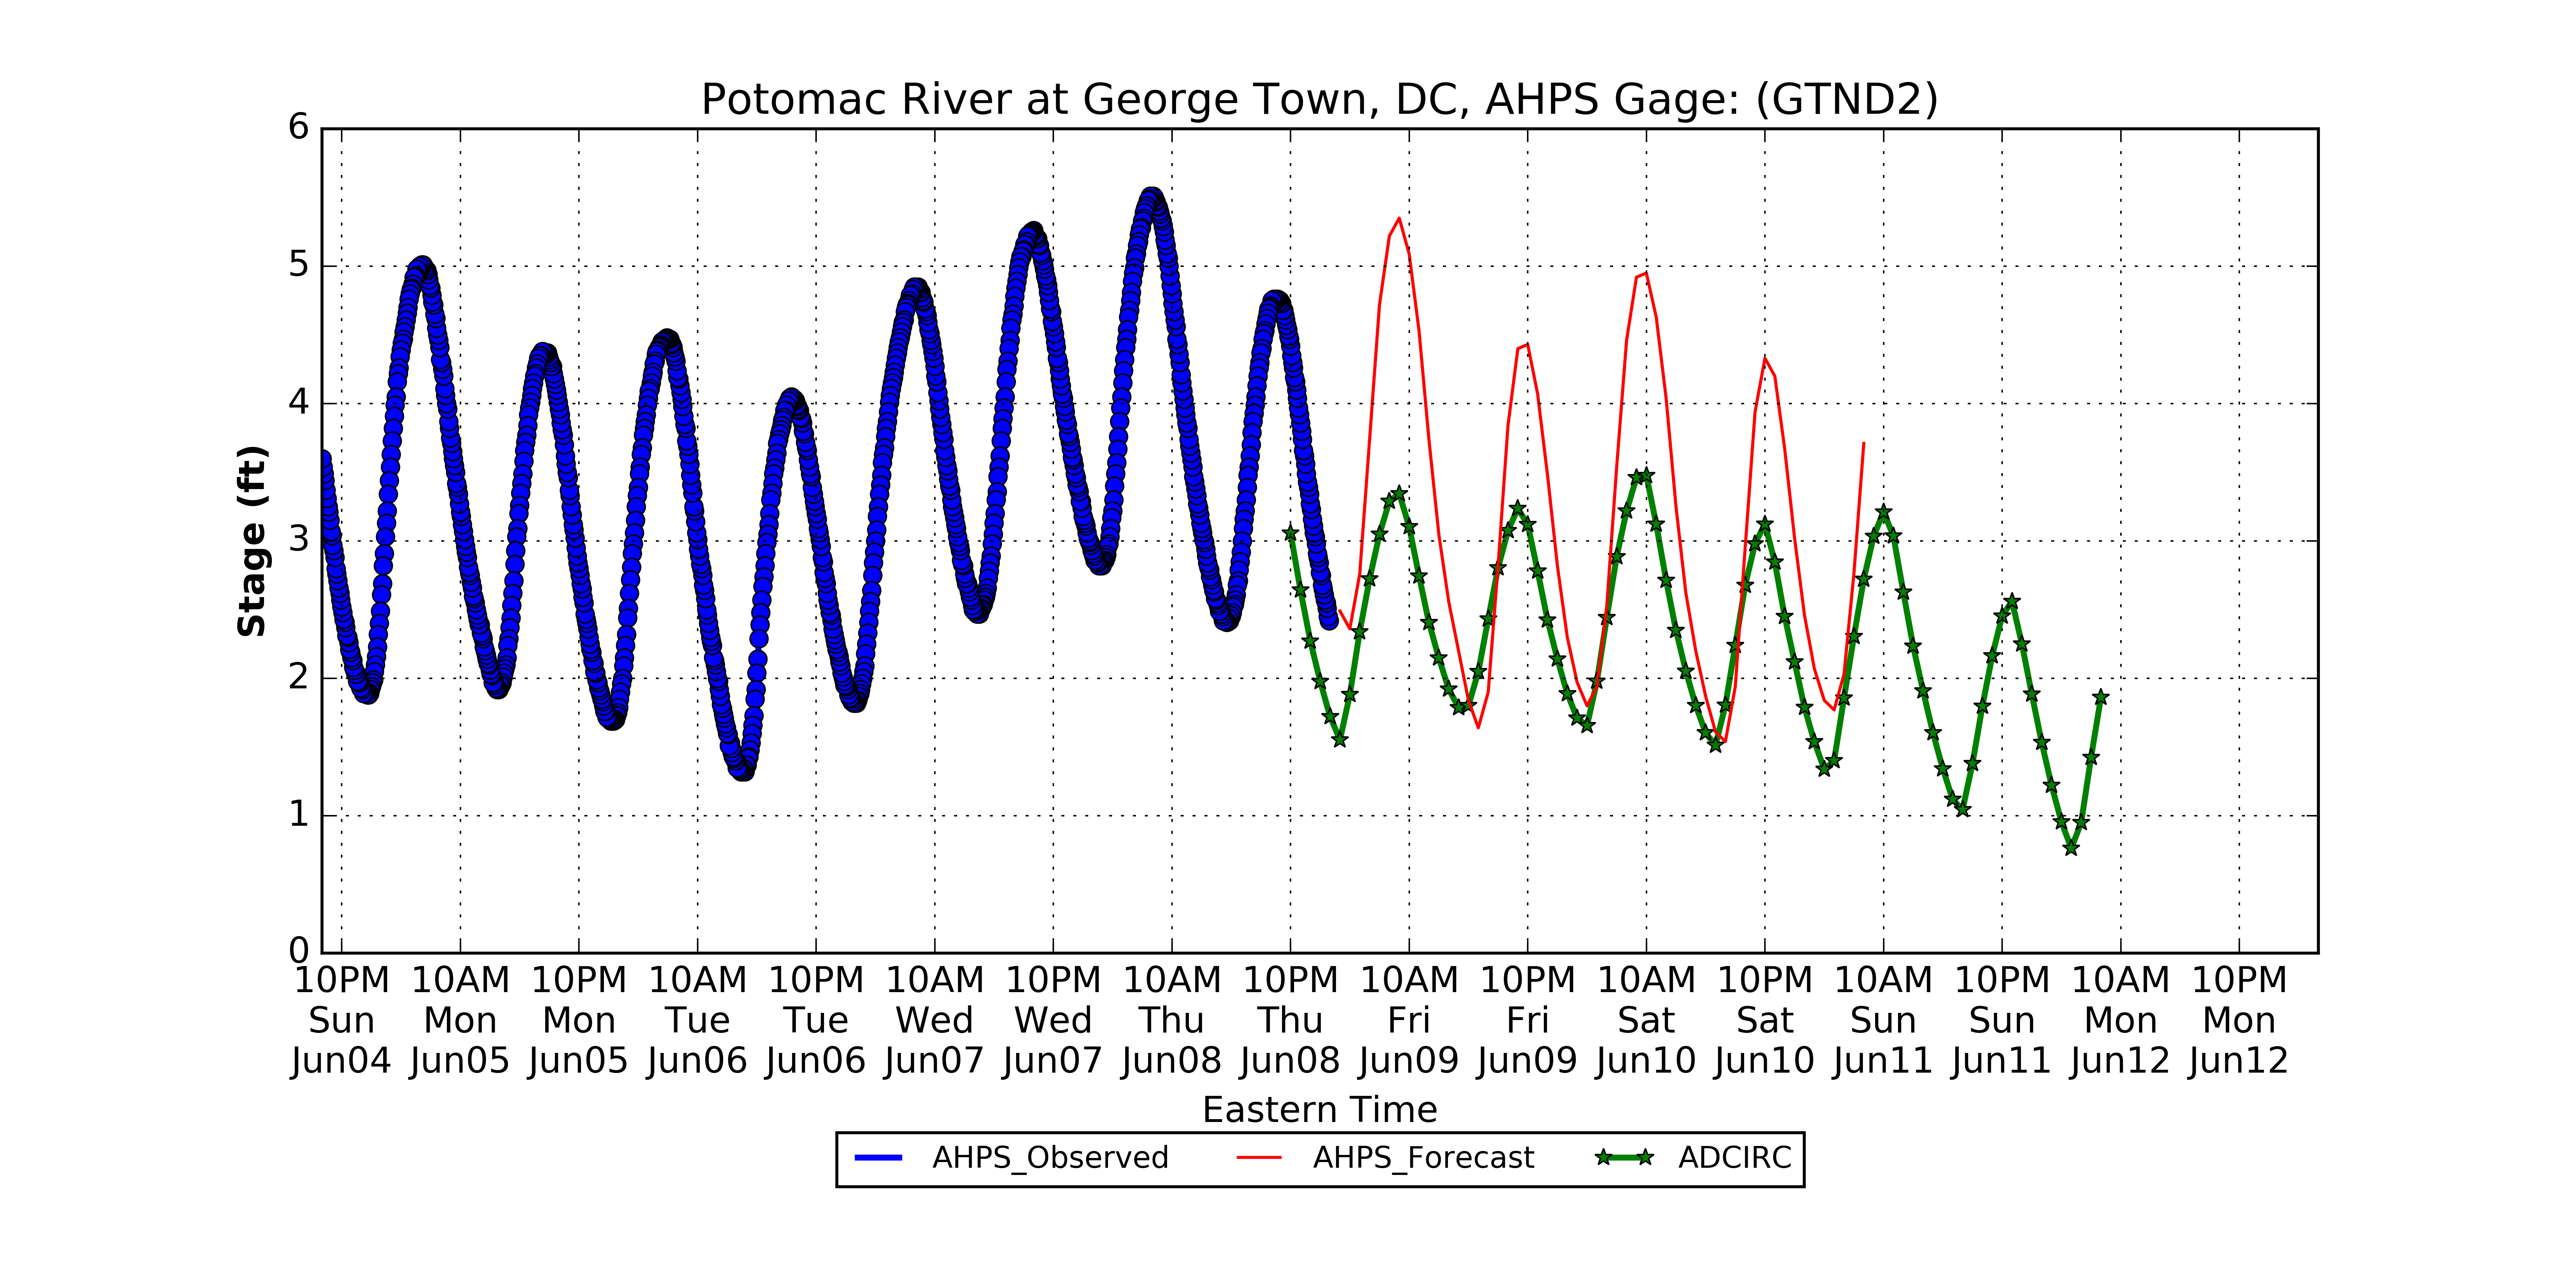 Potomac River at George Town, DC, AHPS Gage: (GTND2)
6
5
4
3
2
1
0
Stage (ft)
10PM 10AM 10PM 10AM 10PM 10AM 10PM 10AM 10PM 10AM 10PM 10AM 10PM 10AM 10PM 10AM 10PM
Sun Mon Mon Tue Tue Wed Wed Thu Thu Fri Fri Sat Sat Sun Sun Mon Mon
Jun04 Jun05 Jun05 Jun06 Jun06 Jun07 Jun07 Jun08 Jun08 Jun09 Jun09 Jun10 Jun10 Jun11 Jun11 Jun12 Jun12
Eastern Time
AHPS_Observed AHPS_Forecast ADCIRC